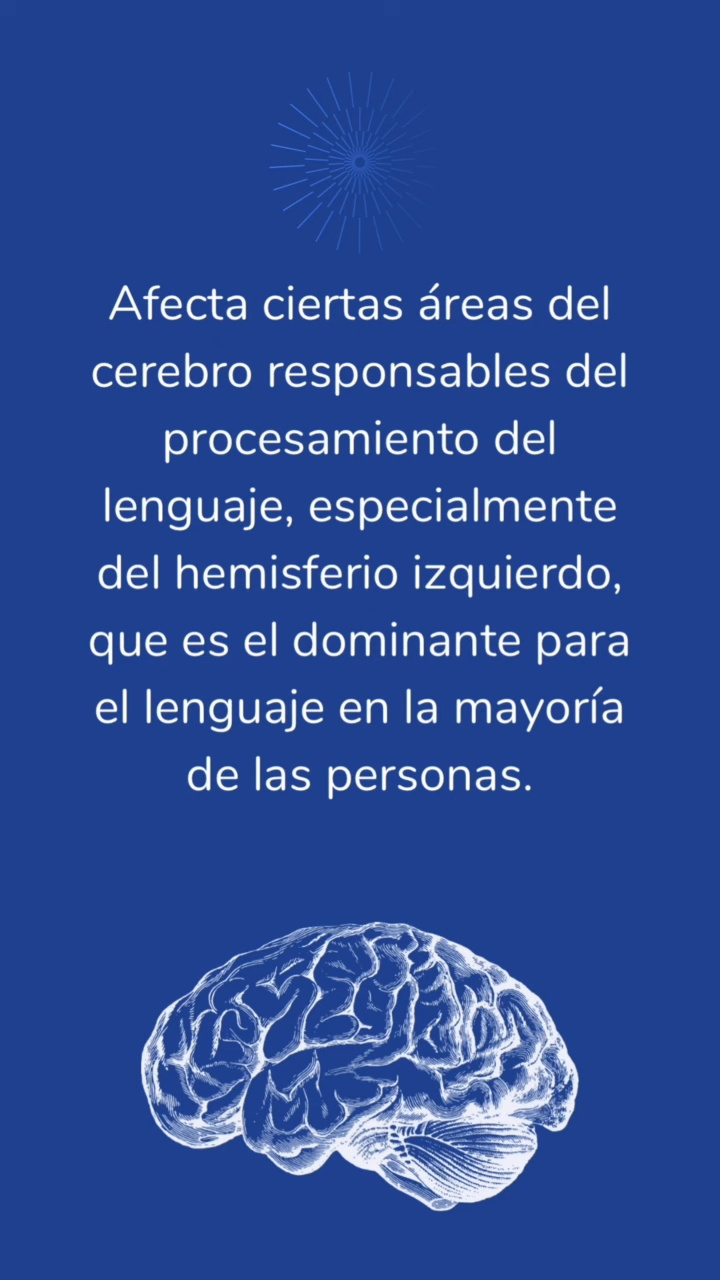 Afecta ciertas áreas del
cerebro responsables del
procesamiento del
lenguaje, especialmente
del hemisferio izquierdo,
que es el dominante para
el lenguaje en la mayoría
de las personas.